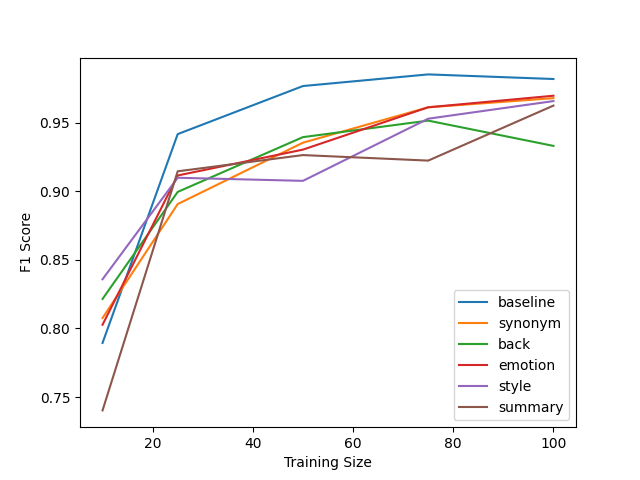 0.95
0.90
0.85
0.80
0.75
F1 Score
20 40 60 80 100
Training Size
baseline
synonym
back
emotion
style
summary